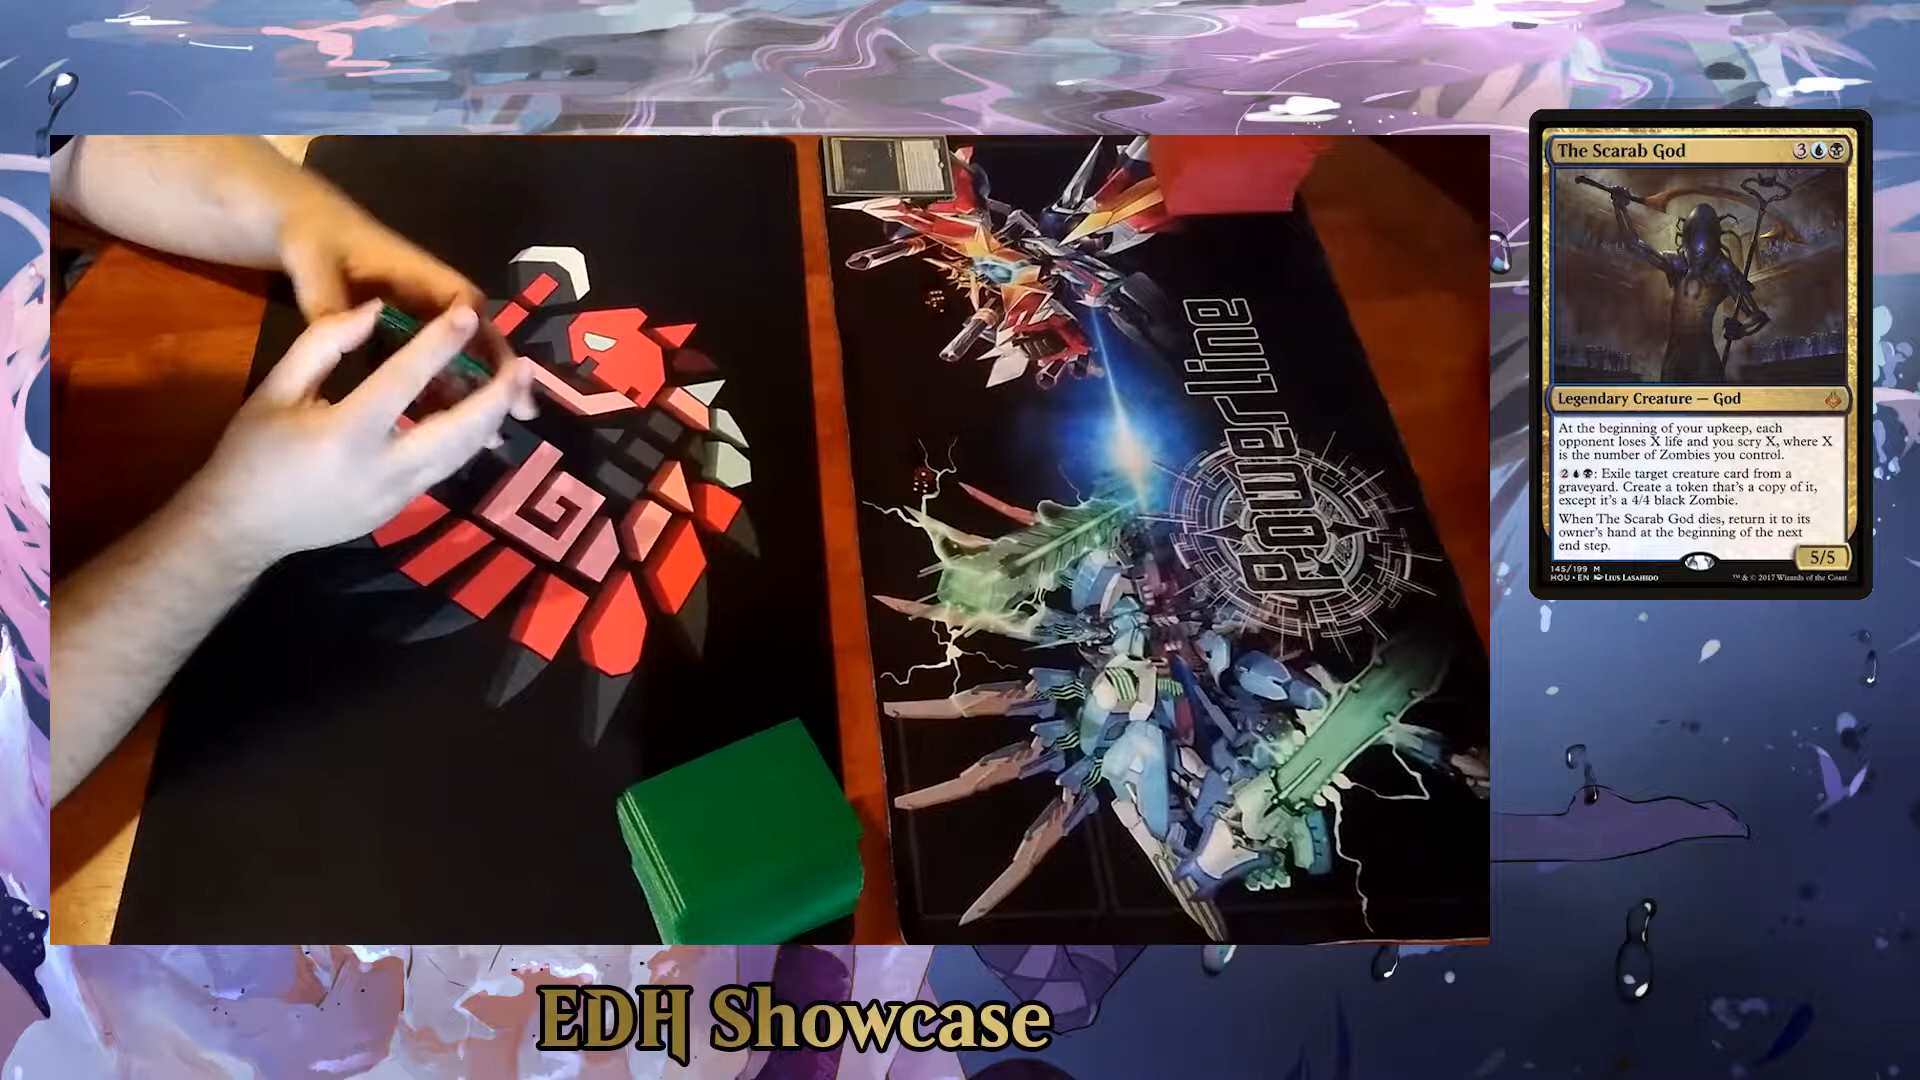 The Scarab God 3
Legendary Creature — God
At the beginning of your upkeep, each
opponent loses X life and you scry X, where X
is the number of Zombies you control.
2 : Exile target creature card from a
graveyard. Create a token that's a copy of it,
except it's a 4/4 black Zombie.
When The Scarab God dies, return it to its
owner's hand at the beginning of the next
end step.
5/5
145/199 M
HOU • EN Lius Lasahido
™ & © 2017 Wizards of the Coast
Power Line
Power Line
EDH Showcase